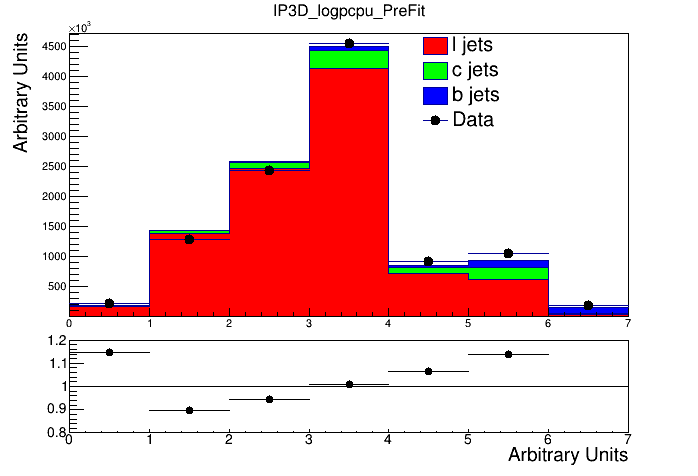 IP3D_logpcpu_PreFit
×10³
Arbitrary Units
4500
4000
3500
3000
2500
2000
1500
1000
500
l jets
c jets
b jets
Data
0 1 2 3 4 5 6 7
1.2
1.1
1
0.9
0.8
0 1 2 3 4 5 6 7
Arbitrary Units